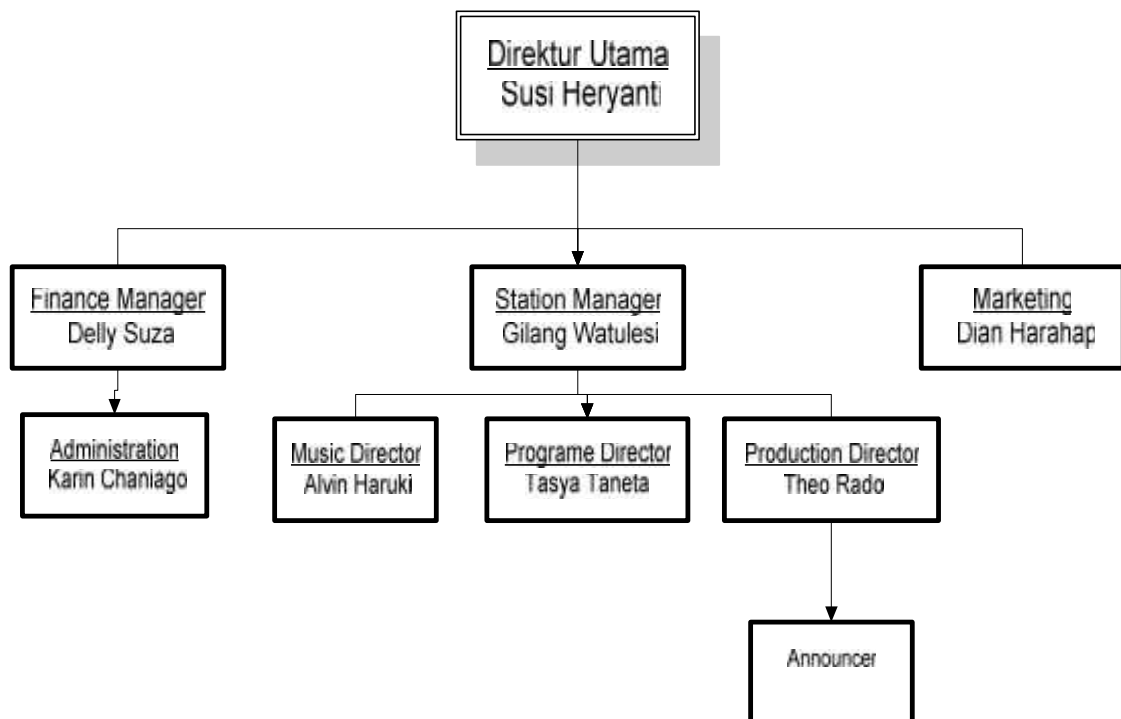 Direktur Utama
Susi Heryanti
Finance Manager
Delly Suza
Station Manager
Gilang Watulesi
Marketing
Dian Harahap
Administration
Karin Chaniago
Music Director
Alvin Haruki
Programe Director
Tasya Taneta
Production Director
Theo Rado
Announcer